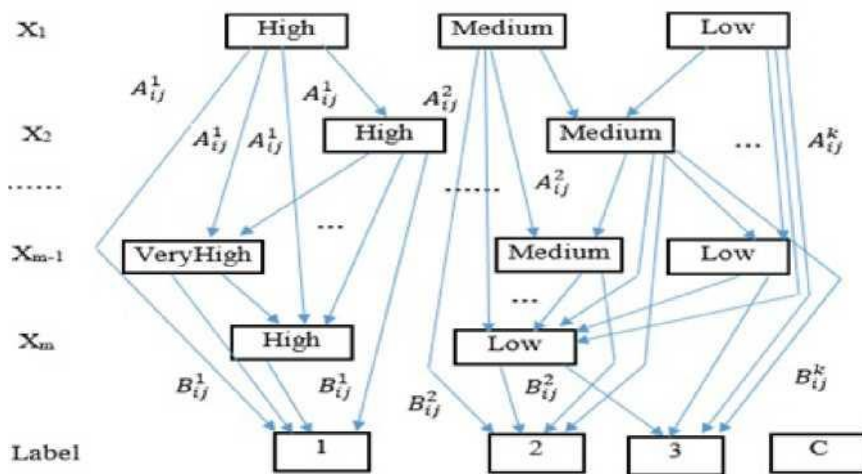 X₁ High Medium Low
A¹ᵢⱼ
A¹ᵢⱼ A²ᵢⱼ
X₂ A¹ᵢⱼ A¹ᵢⱼ High Medium ... Aᵏᵢⱼ
...... ...... A²ᵢⱼ
...
Xₘ₋₁ VeryHigh Medium Low
...
Xₘ High Low
B¹ᵢⱼ B¹ᵢⱼ B²ᵢⱼ B²ᵢⱼ Bᵏᵢⱼ
Label 1 2 3 C